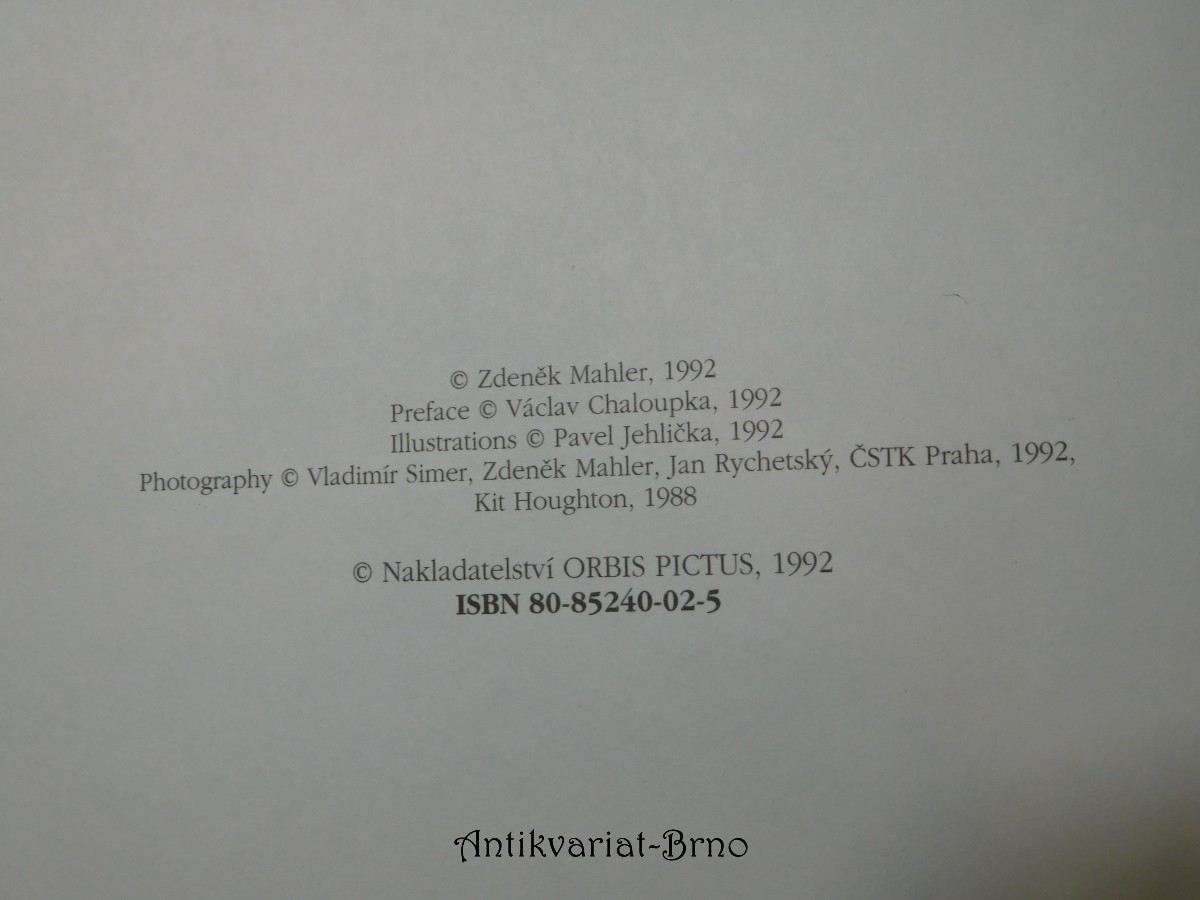 © Zdeněk Mahler, 1992
Preface © Václav Chaloupka, 1992
Illustrations © Pavel Jehlička, 1992
Photography © Vladimír Simer, Zdeněk Mahler, Jan Rychetský, ČSTK Praha, 1992,
Kit Houghton, 1988
© Nakladatelství ORBIS PICTUS, 1992
ISBN 80-85240-02-5
Antikvariat-Brno